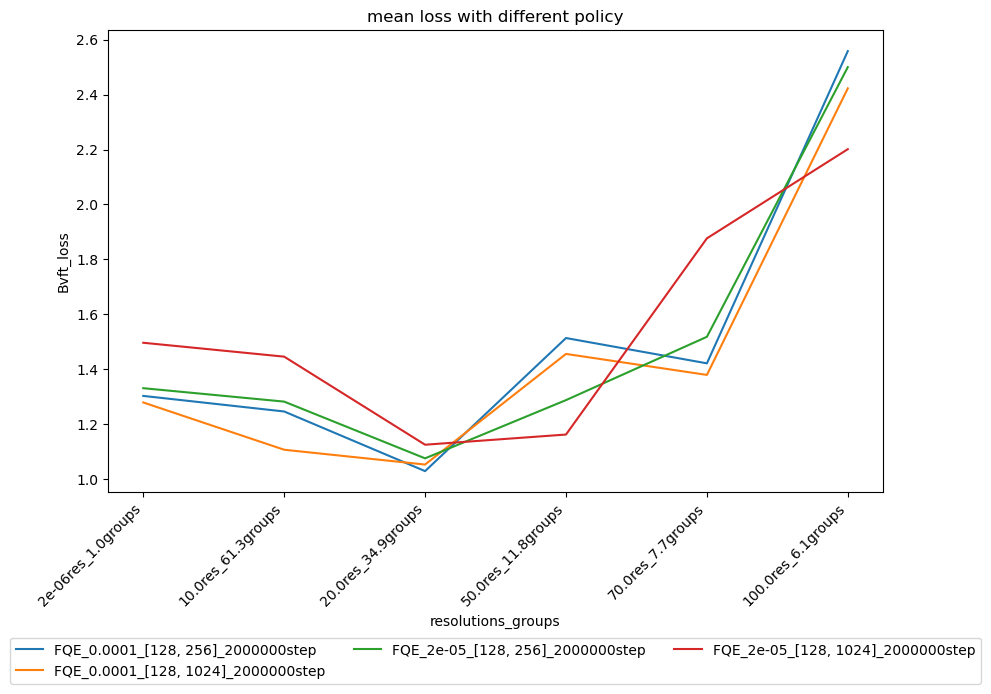 mean loss with different policy
2.6
2.4
2.2
2.0
1.8
1.6
1.4
1.2
1.0
Bvft_loss
2e-06res_1.0groups
10.0res_61.3groups
20.0res_34.9groups
50.0res_11.8groups
70.0res_7.7groups
100.0res_6.1groups
resolutions_groups
FQE_0.0001_[128, 256]_2000000step
FQE_0.0001_[128, 1024]_2000000step
FQE_2e-05_[128, 256]_2000000step
FQE_2e-05_[128, 1024]_2000000step